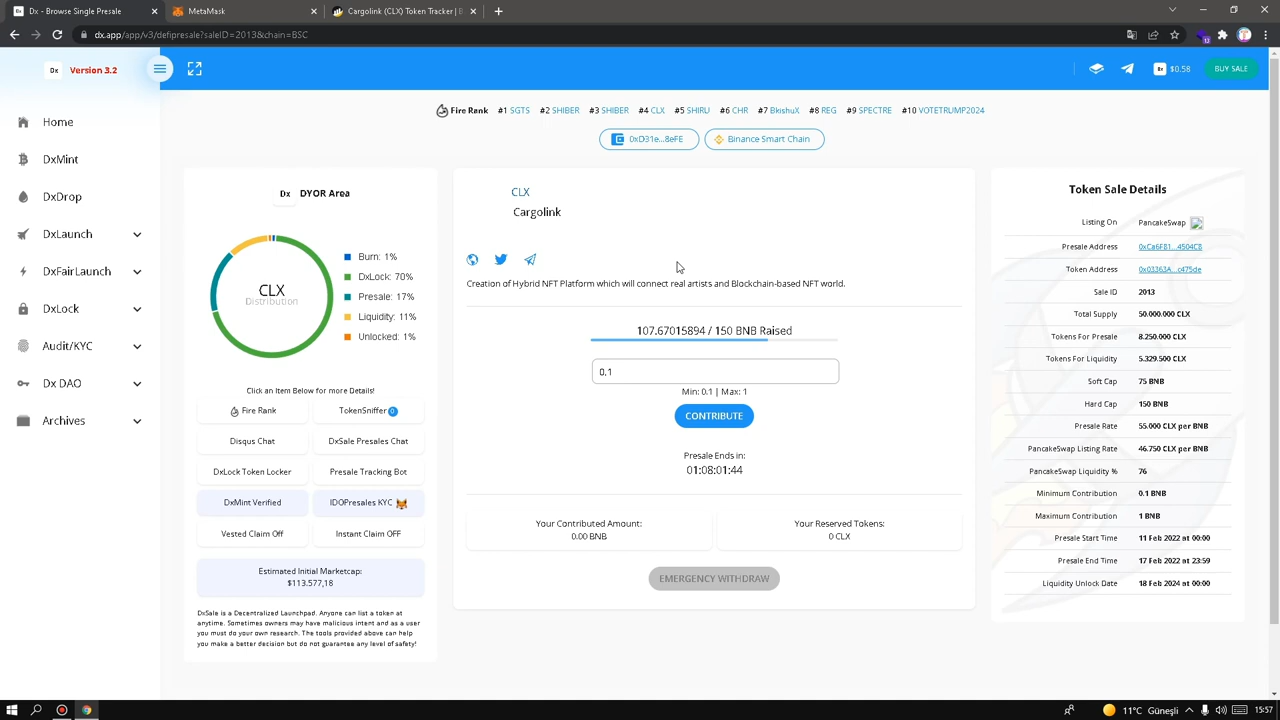 Dx - Browse Single Presale
MetaMask
Cargolink (CLX) Token Tracker | B
dx.app/app/v3/defipresale?saleID=2013&chain=BSC
Dx Version 3.2
Dx $0.58
BUY SALE
Home
DxMint
DxDrop
DxLaunch
DxFairLaunch
DxLock
Audit/KYC
Dx DAO
Archives
Fire Rank #1 SGTS #2 SHIBER #3 SHIBER #4 CLX #5 SHIRU #6 CHR #7 BkishuX #8 REG #9 SPECTRE #10 VOTETRUMP2024
0xD31e...8eFE
Binance Smart Chain
Dx DYOR Area
CLX
Distribution
Burn: 1%
DxLock: 70%
Presale: 17%
Liquidity: 11%
Unlocked: 1%
Click an Item Below for more Details!
Fire Rank
TokenSniffer 0
Disqus Chat
DxSale Presales Chat
DxLock Token Locker
Presale Tracking Bot
DxMint Verified
IDOPresales KYC
Vested Claim Off
Instant Claim OFF
Estimated Initial Marketcap:
$113.577,18
DxSale is a Decentralized Launchpad. Anyone can list a token at
anytime. Sometimes owners may have malicious intent and as a user
you must do your own research. The tools provided above can help
you make a better decision but do not guarantee any level of safety!
CLX
Cargolink
Creation of Hybrid NFT Platform which will connect real artists and Blockchain-based NFT world.
107.67015894 / 150 BNB Raised
0.1
Min: 0.1 | Max: 1
CONTRIBUTE
Presale Ends in:
01:08:01:44
Your Contributed Amount:
0.00 BNB
Your Reserved Tokens:
0 CLX
EMERGENCY WITHDRAW
Token Sale Details
Listing On PancakeSwap
Presale Address 0xCa6FB1...4504CB
Token Address 0x03363A...c475de
Sale ID 2013
Total Supply 50.000.000 CLX
Tokens For Presale 8.250.000 CLX
Tokens For Liquidity 5.329.500 CLX
Soft Cap 75 BNB
Hard Cap 150 BNB
Presale Rate 55.000 CLX per BNB
PancakeSwap Listing Rate 46.750 CLX per BNB
PancakeSwap Liquidity % 76
Minimum Contribution 0.1 BNB
Maximum Contribution 1 BNB
Presale Start Time 11 Feb 2022 at 00:00
Presale End Time 17 Feb 2022 at 23:59
Liquidity Unlock Date 18 Feb 2024 at 00:00
11°C Güneşli
15:57